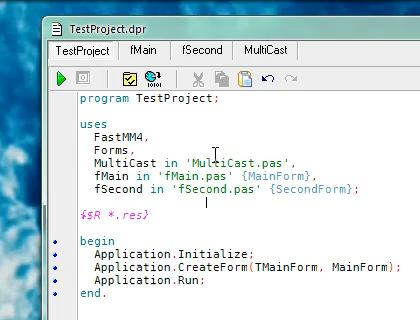 TestProject.dpr
TestProject fMain fSecond MultiCast
program TestProject;
uses
FastMM4,
Forms,
MultiCast in 'MultiCast.pas',
fMain in 'fMain.pas' {MainForm},
fSecond in 'fSecond.pas' {SecondForm};
{$R *.res}
begin
Application.Initialize;
Application.CreateForm(TMainForm, MainForm);
Application.Run;
end.